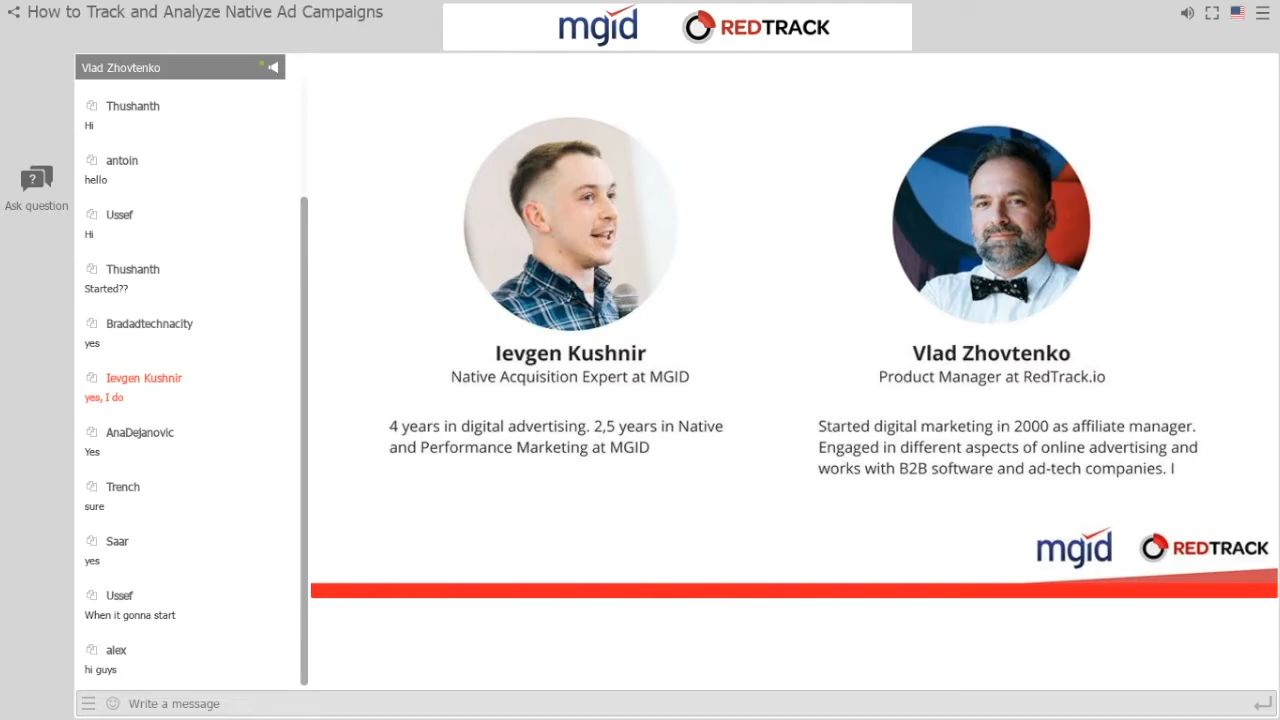 How to Track and Analyze Native Ad Campaigns
mgid REDTRACK
Vlad Zhovtenko
Thushanth
Hi
antoin
hello
Ussef
Hi
Thushanth
Started??
Bradadtechnacity
yes
Ievgen Kushnir
yes, I do
AnaDejanovic
Yes
Trench
sure
Saar
yes
Ussef
When it gonna start
alex
hi guys
? Ask question
Ievgen Kushnir
Native Acquisition Expert at MGID
4 years in digital advertising. 2,5 years in Native
and Performance Marketing at MGID
Vlad Zhovtenko
Product Manager at RedTrack.io
Started digital marketing in 2000 as affiliate manager.
Engaged in different aspects of online advertising and
works with B2B software and ad-tech companies. I
mgid REDTRACK
Write a message